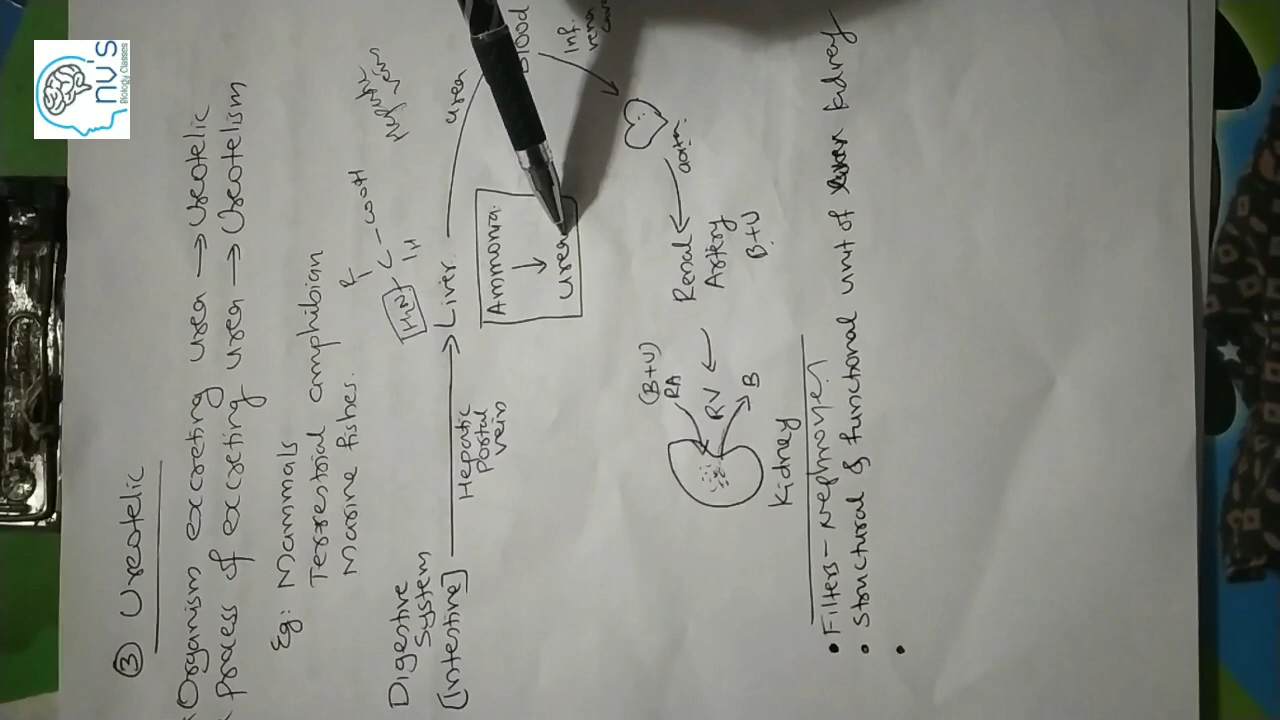 nu's
Biology Classes
③ Ureotelic
Organism excreting urea → Ureotelic
process of excreting urea → Ureotelism
Eg: Mammals
Terrestrial amphibian
Marine fishes.
R
H₂N - C - COOH
H
Digestive
System
(Intestine)
Hepatic
Portal
vein
Liver
urea
Hepatic
vein
Blood
Inf.
vena
cava
Ammonia
↓
urea
aorta
Renal
Artery
B+U
(B+U)
RA
RV
B
Kidney
• Filters - Nephrons
• Structural & functional unit of kidney
•